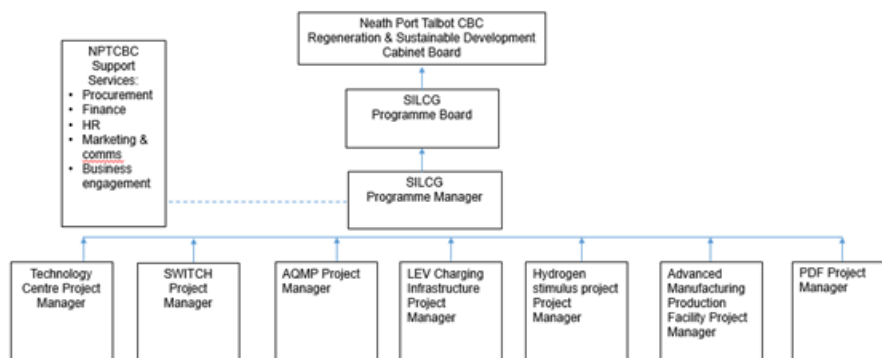 Neath Port Talbot CBC
Regeneration & Sustainable Development
Cabinet Board
NPTCBC
Support
Services:
• Procurement
• Finance
• HR
• Marketing &
comms
• Business
engagement
SILCG
Programme Board
SILCG
Programme Manager
Technology
Centre Project
Manager
SWITCH
Project
Manager
AQMP Project
Manager
LEV Charging
Infrastructure
Project
Manager
Hydrogen
stimulus project
Project
Manager
Advanced
Manufacturing
Production
Facility Project
Manager
PDF Project
Manager